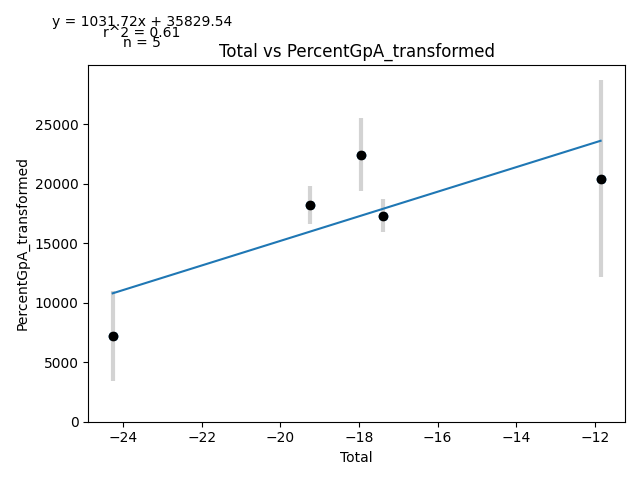 y = 1031.72x + 35829.54
r^2 = 0.61
n = 5
Total vs PercentGpA_transformed
25000
20000
15000
10000
5000
0
PercentGpA_transformed
−24
−22
−20
−18
−16
−14
−12
Total